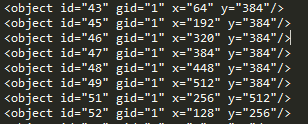 <object id="43" gid="1" x="64" y="384"/>
<object id="45" gid="1" x="192" y="384"/>
<object id="46" gid="1" x="320" y="384"/>
<object id="47" gid="1" x="384" y="384"/>
<object id="48" gid="1" x="448" y="384"/>
<object id="49" gid="1" x="512" y="384"/>
<object id="51" gid="1" x="256" y="512"/>
<object id="52" gid="1" x="128" y="256"/>